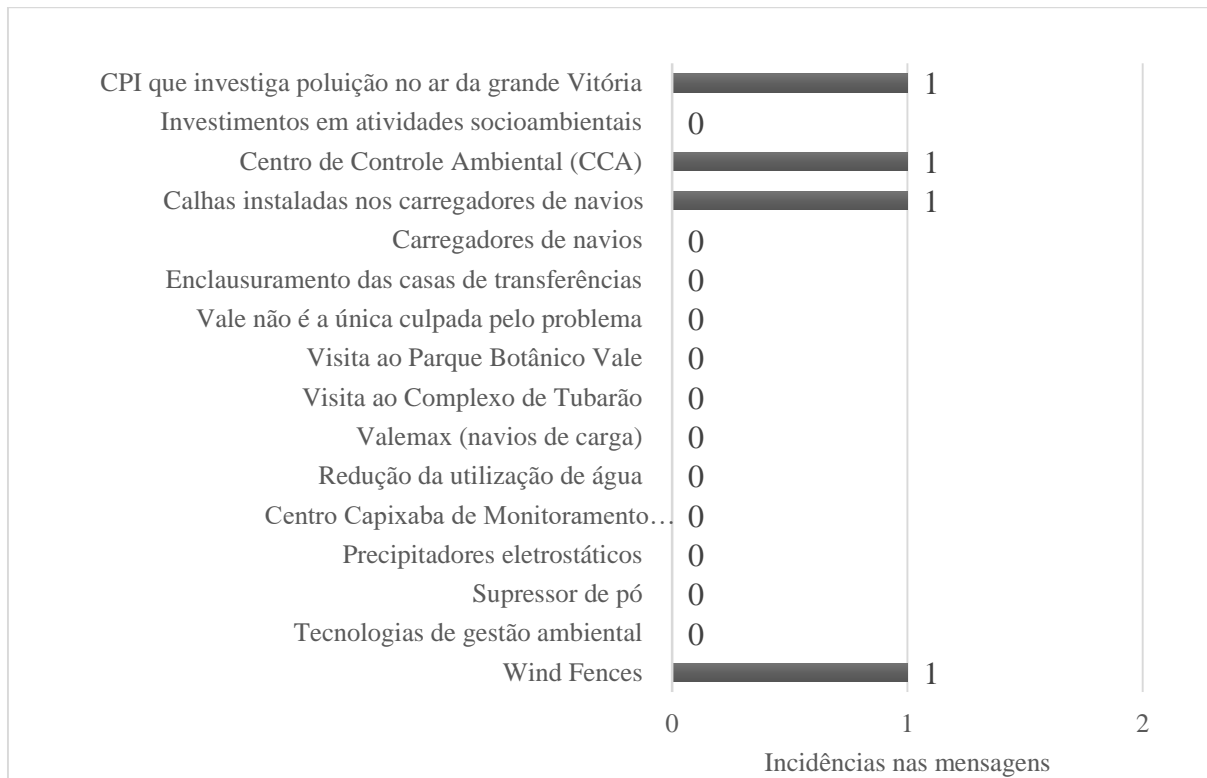 CPI que investiga poluição no ar da grande Vitória 1
Investimentos em atividades socioambientais 0
Centro de Controle Ambiental (CCA) 1
Calhas instaladas nos carregadores de navios 1
Carregadores de navios 0
Enclausuramento das casas de transferências 0
Vale não é a única culpada pelo problema 0
Visita ao Parque Botânico Vale 0
Visita ao Complexo de Tubarão 0
Valemax (navios de carga) 0
Redução da utilização de água 0
Centro Capixaba de Monitoramento… 0
Precipitadores eletrostáticos 0
Supressor de pó 0
Tecnologias de gestão ambiental 0
Wind Fences 1
0 1 2
Incidências nas mensagens